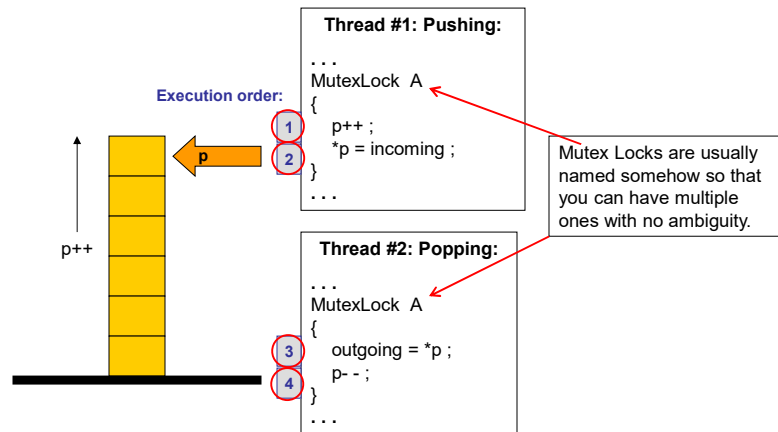 Thread #1: Pushing:
. . .
MutexLock A
{
p++ ;
*p = incoming ;
}
. . .
Execution order:
1
2
p
p++
Mutex Locks are usually
named somehow so that
you can have multiple
ones with no ambiguity.
Thread #2: Popping:
. . .
MutexLock A
{
outgoing = *p ;
p- - ;
}
. . .
3
4